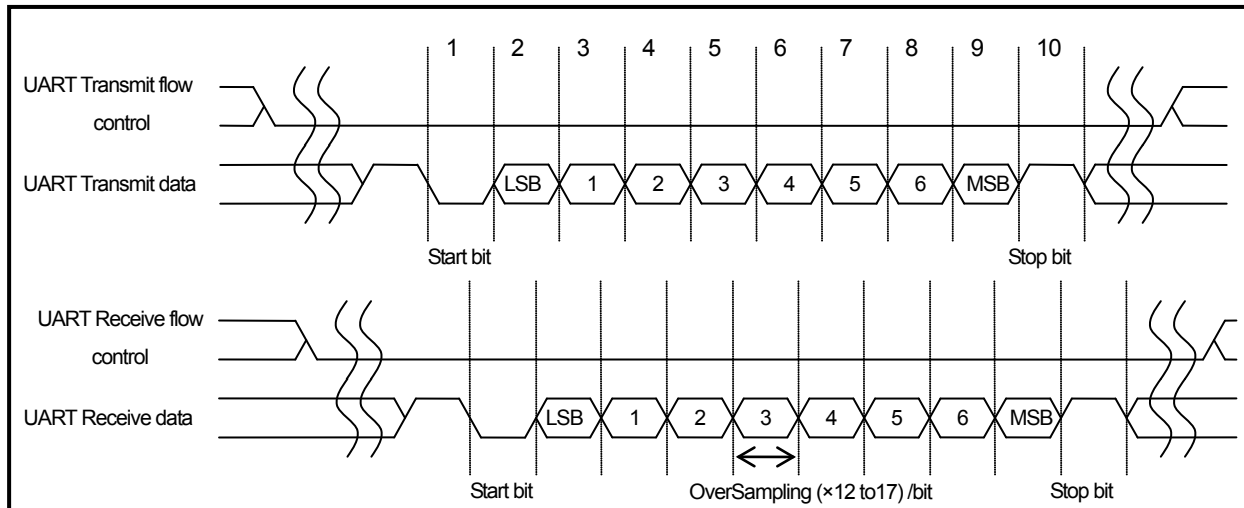 1 2 3 4 5 6 7 8 9 10
UART Transmit flow
control
UART Transmit data
LSB 1 2 3 4 5 6 MSB
Start bit Stop bit
UART Receive flow
control
UART Receive data
LSB 1 2 3 4 5 6 MSB
Start bit OverSampling (×12 to17) /bit Stop bit